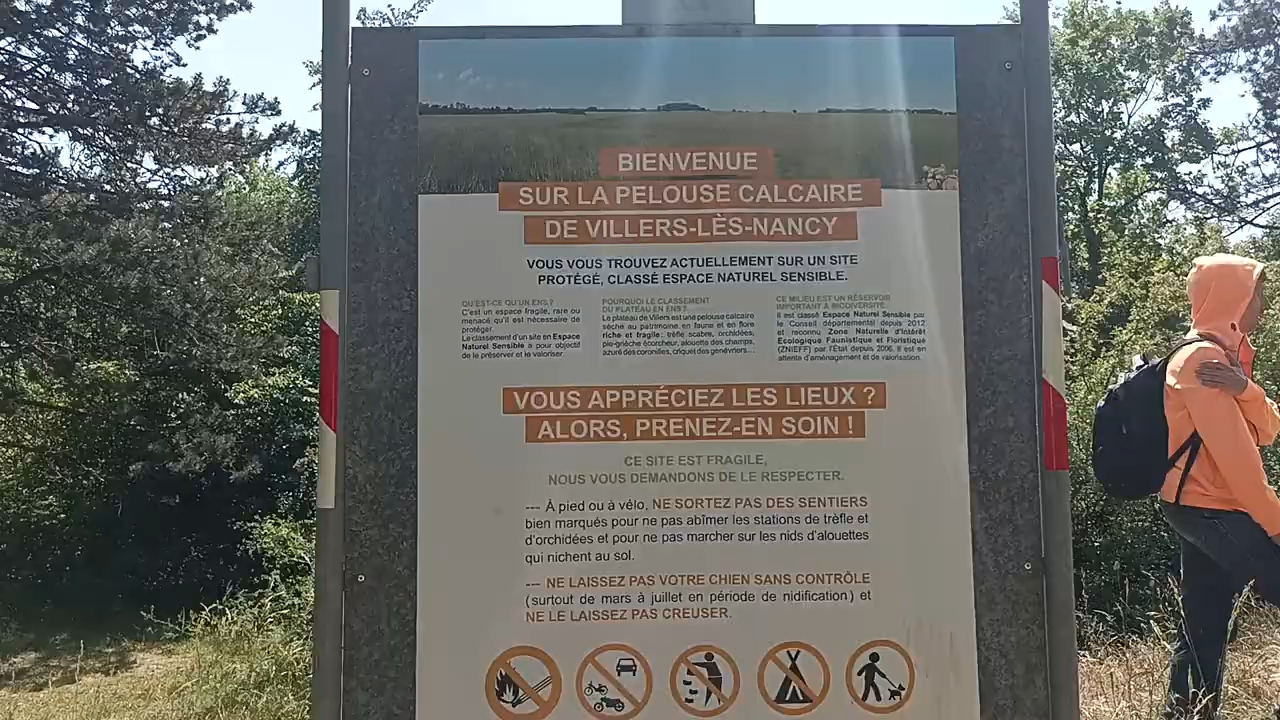 BIENVENUE
SUR LA PELOUSE CALCAIRE
DE VILLERS-LÈS-NANCY
VOUS VOUS TROUVEZ ACTUELLEMENT SUR UN SITE
PROTÉGÉ, CLASSÉ ESPACE NATUREL SENSIBLE.
QU'EST-CE QU'UN ENS ?
C'est un espace fragile, rare ou
menacé qu'il est nécessaire de
protéger.
Le classement d'un site en Espace
Naturel Sensible a pour objectif
de le préserver et le valoriser.
POURQUOI LE CLASSEMENT
DU PLATEAU EN ENS ?
Le plateau de Villers est une pelouse calcaire
sèche au patrimoine en faune et en flore
riche et fragile : trèfle scabre, orchidées,
pie-grièche écorcheur, alouette des champs,
azuré des coronilles, criquet des genévriers...
CE MILIEU EST UN RÉSERVOIR
IMPORTANT À BIODIVERSITÉ.
Il est classé Espace Naturel Sensible par
le Conseil départemental depuis 2012
et reconnu Zone Naturelle d'Intérêt
Ecologique Faunistique et Floristique
(ZNIEFF) par l'État depuis 2006. Il est en
attente d'aménagement et de valorisation.
VOUS APPRÉCIEZ LES LIEUX ?
ALORS, PRENEZ-EN SOIN !
CE SITE EST FRAGILE,
NOUS VOUS DEMANDONS DE LE RESPECTER.
--- À pied ou à vélo, NE SORTEZ PAS DES SENTIERS
bien marqués pour ne pas abîmer les stations de trèfle et
d'orchidées et pour ne pas marcher sur les nids d'alouettes
qui nichent au sol.
--- NE LAISSEZ PAS VOTRE CHIEN SANS CONTRÔLE
(surtout de mars à juillet en période de nidification) et
NE LE LAISSEZ PAS CREUSER.